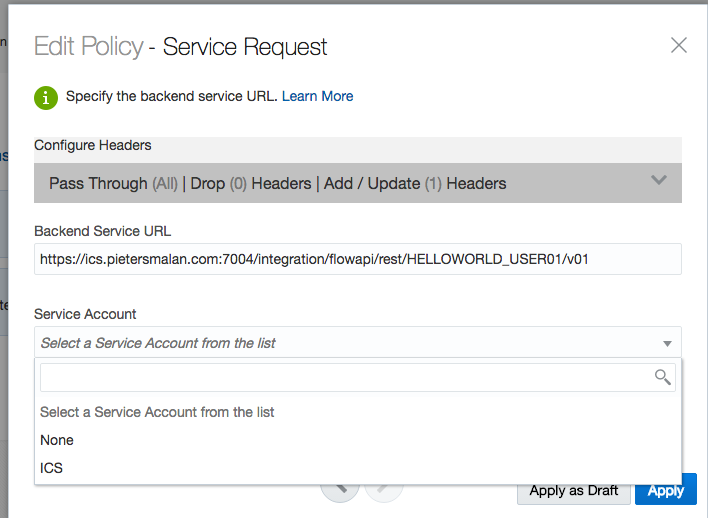 Edit Policy - Service Request
Specify the backend service URL. Learn More
Configure Headers
Pass Through (All) | Drop (0) Headers | Add / Update (1) Headers
Backend Service URL
https://ics.pietersmalan.com:7004/integration/flowapi/rest/HELLOWORLD_USER01/v01
Service Account
Select a Service Account from the list
Select a Service Account from the list
None
ICS
Apply as Draft
Apply